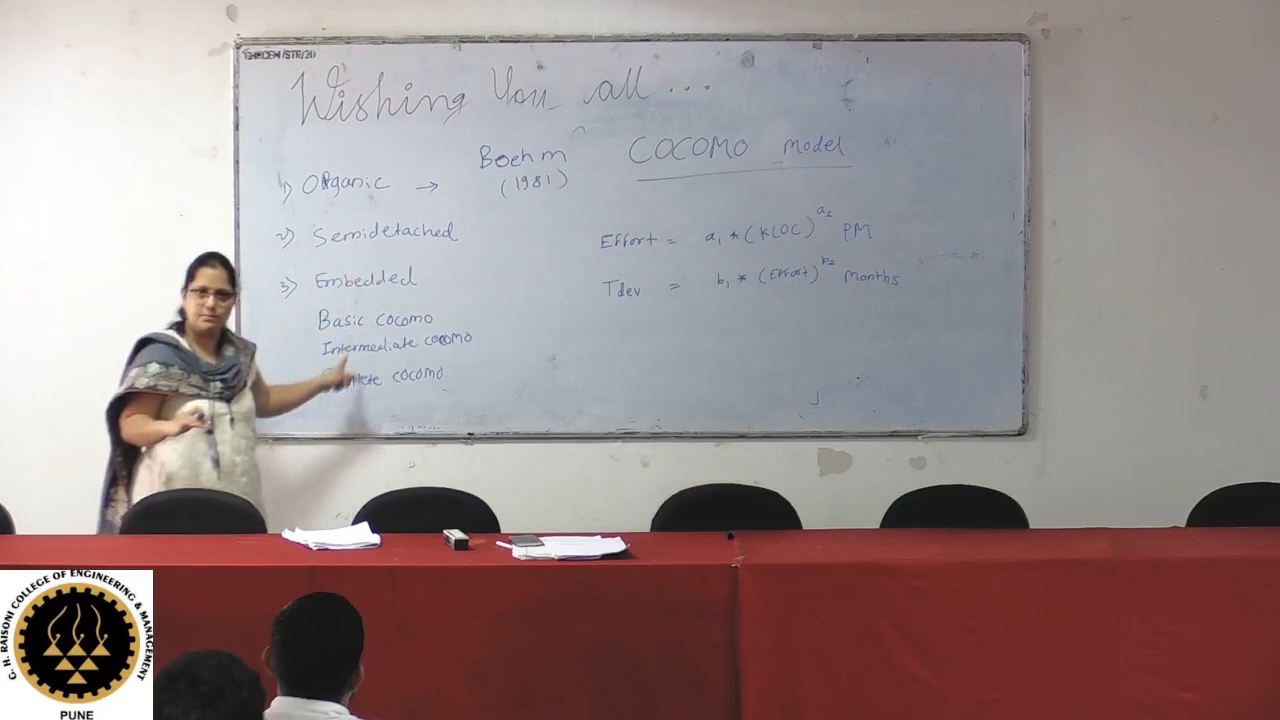 Wishing You all...
COCOMO model
Boehm
(1981)
1) Organic →
2) Semidetached
3) Embedded
Basic COCOMO
Intermediate COCOMO
COCOMO
Effort = a₁ * (KLOC)^a₂ PM
Tdev = b₁ * (Effort)^b₂ Months
G. H. RAISONI COLLEGE OF ENGINEERING & MANAGEMENT
PUNE